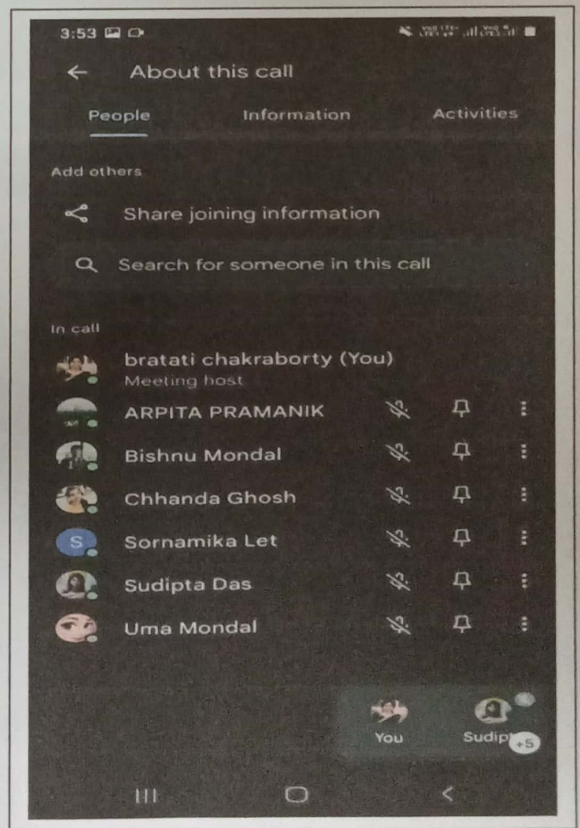 3:53
About this call
People Information Activities
Add others
Share joining information
Search for someone in this call
In call
bratati chakraborty (You)
Meeting host
ARPITA PRAMANIK
Bishnu Mondal
Chhanda Ghosh
S Sornamika Let
Sudipta Das
Uma Mondal
You Sudipt +5